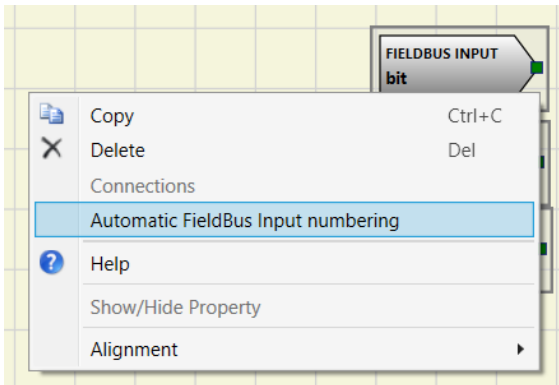 FIELDBUS INPUT
bit
Copy Ctrl+C
Delete Del
Connections
Automatic FieldBus Input numbering
Help
Show/Hide Property
Alignment